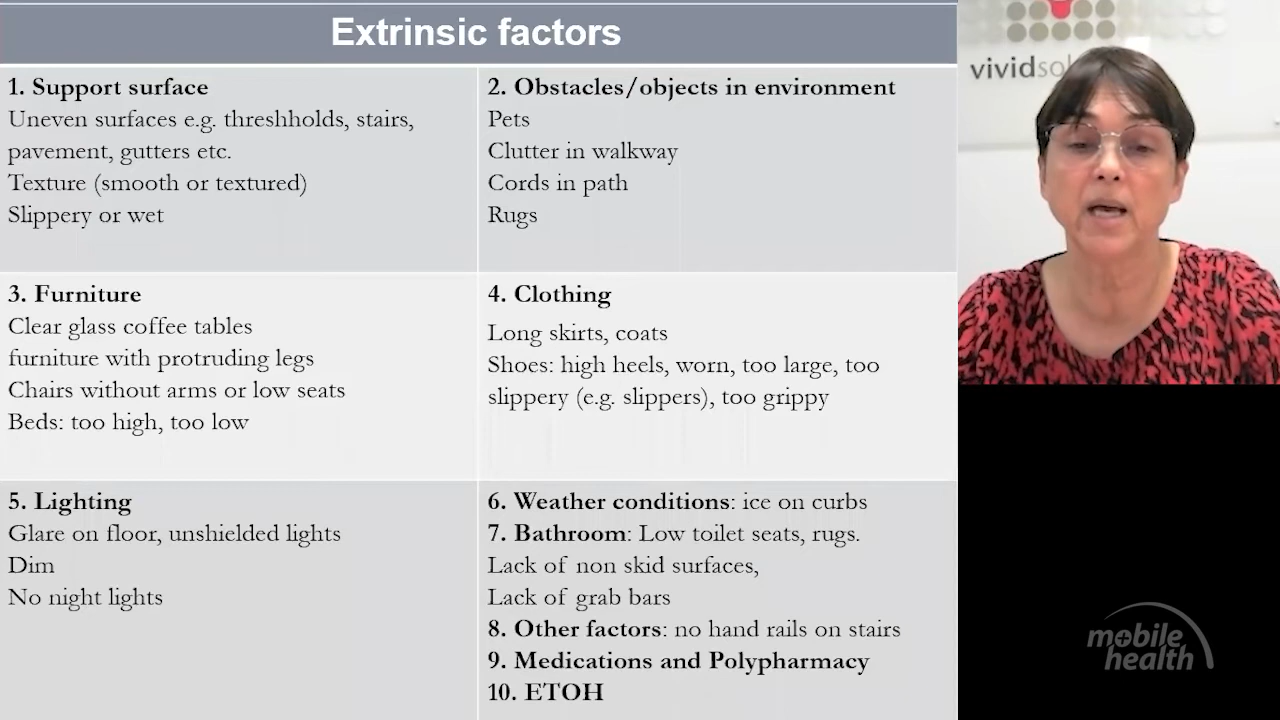 Extrinsic factors
1. Support surface
Uneven surfaces e.g. threshholds, stairs,
pavement, gutters etc.
Texture (smooth or textured)
Slippery or wet
2. Obstacles/objects in environment
Pets
Clutter in walkway
Cords in path
Rugs
3. Furniture
Clear glass coffee tables
furniture with protruding legs
Chairs without arms or low seats
Beds: too high, too low
4. Clothing
Long skirts, coats
Shoes: high heels, worn, too large, too
slippery (e.g. slippers), too grippy
5. Lighting
Glare on floor, unshielded lights
Dim
No night lights
6. Weather conditions: ice on curbs
7. Bathroom: Low toilet seats, rugs.
Lack of non skid surfaces,
Lack of grab bars
8. Other factors: no hand rails on stairs
9. Medications and Polypharmacy
10. ETOH
mobile
health